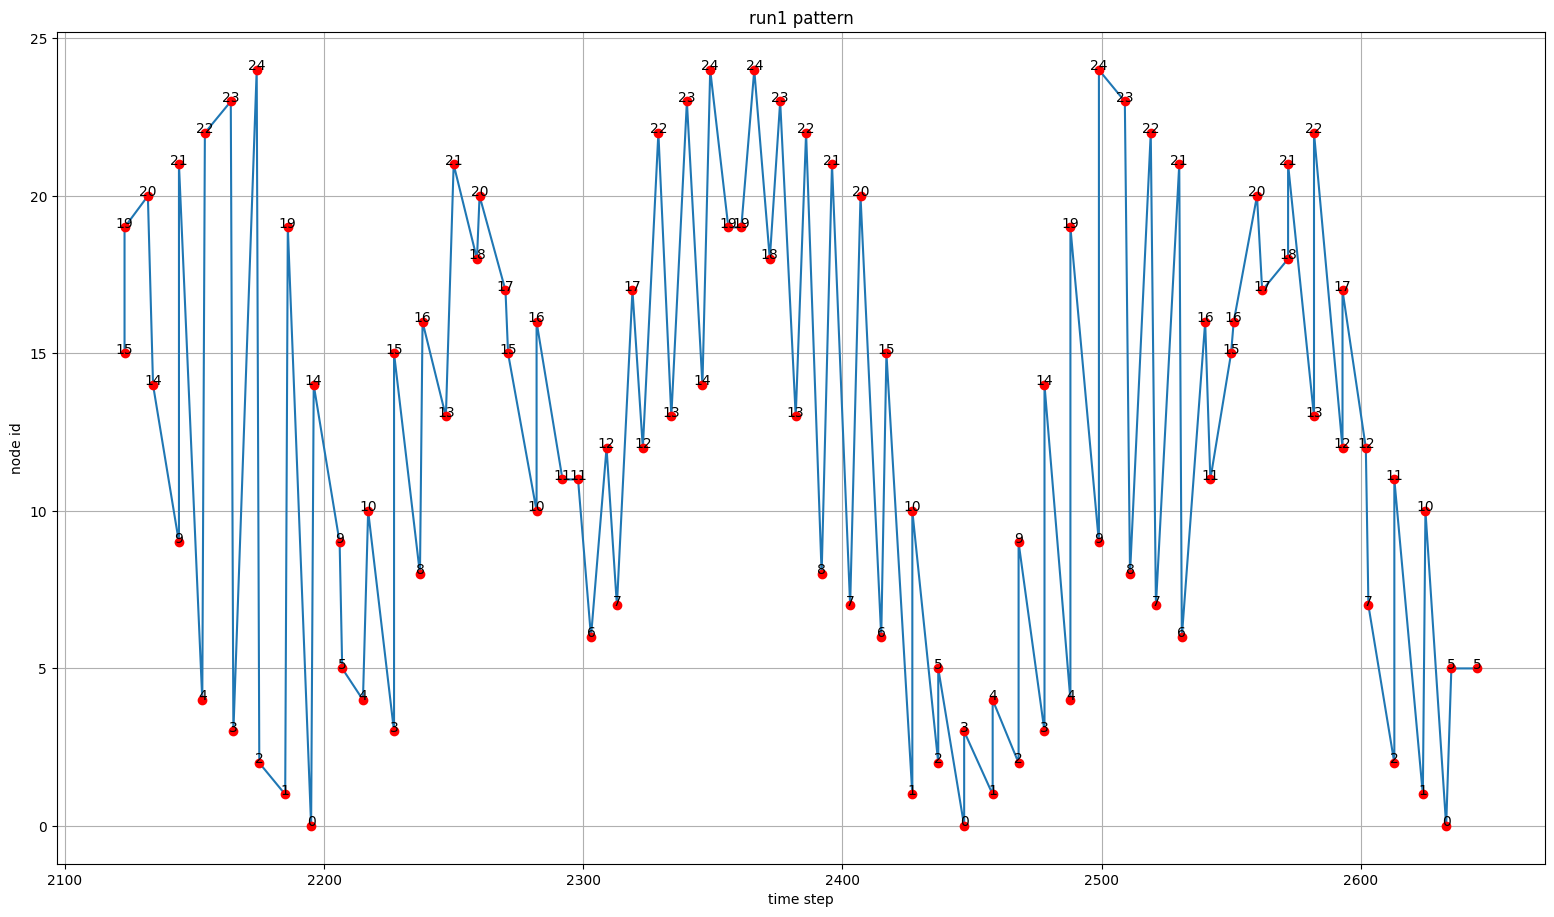 run1 pattern
25
24 24 24 24
23 23 23 23
22 22 22 22 22
21 21 21 21 21
20 20 20 20 20
19 19 19 19 19
18 18 18
17 17 17 17
16 16 16 16
15 15 15 15 15 15
14 14 14 14
13 13 13 13
12 12 12 12
node id
11 11 11 11
10 10 10 10 10
9 9 9 9
8 8 8
7 7 7 7
6 6 6
5 5 5 5 5
4 4 4 4
3 3 3 3
2 2 2 2
1 1 1 1
0 0 0 0
2100 2200 2300 2400 2500 2600
time step